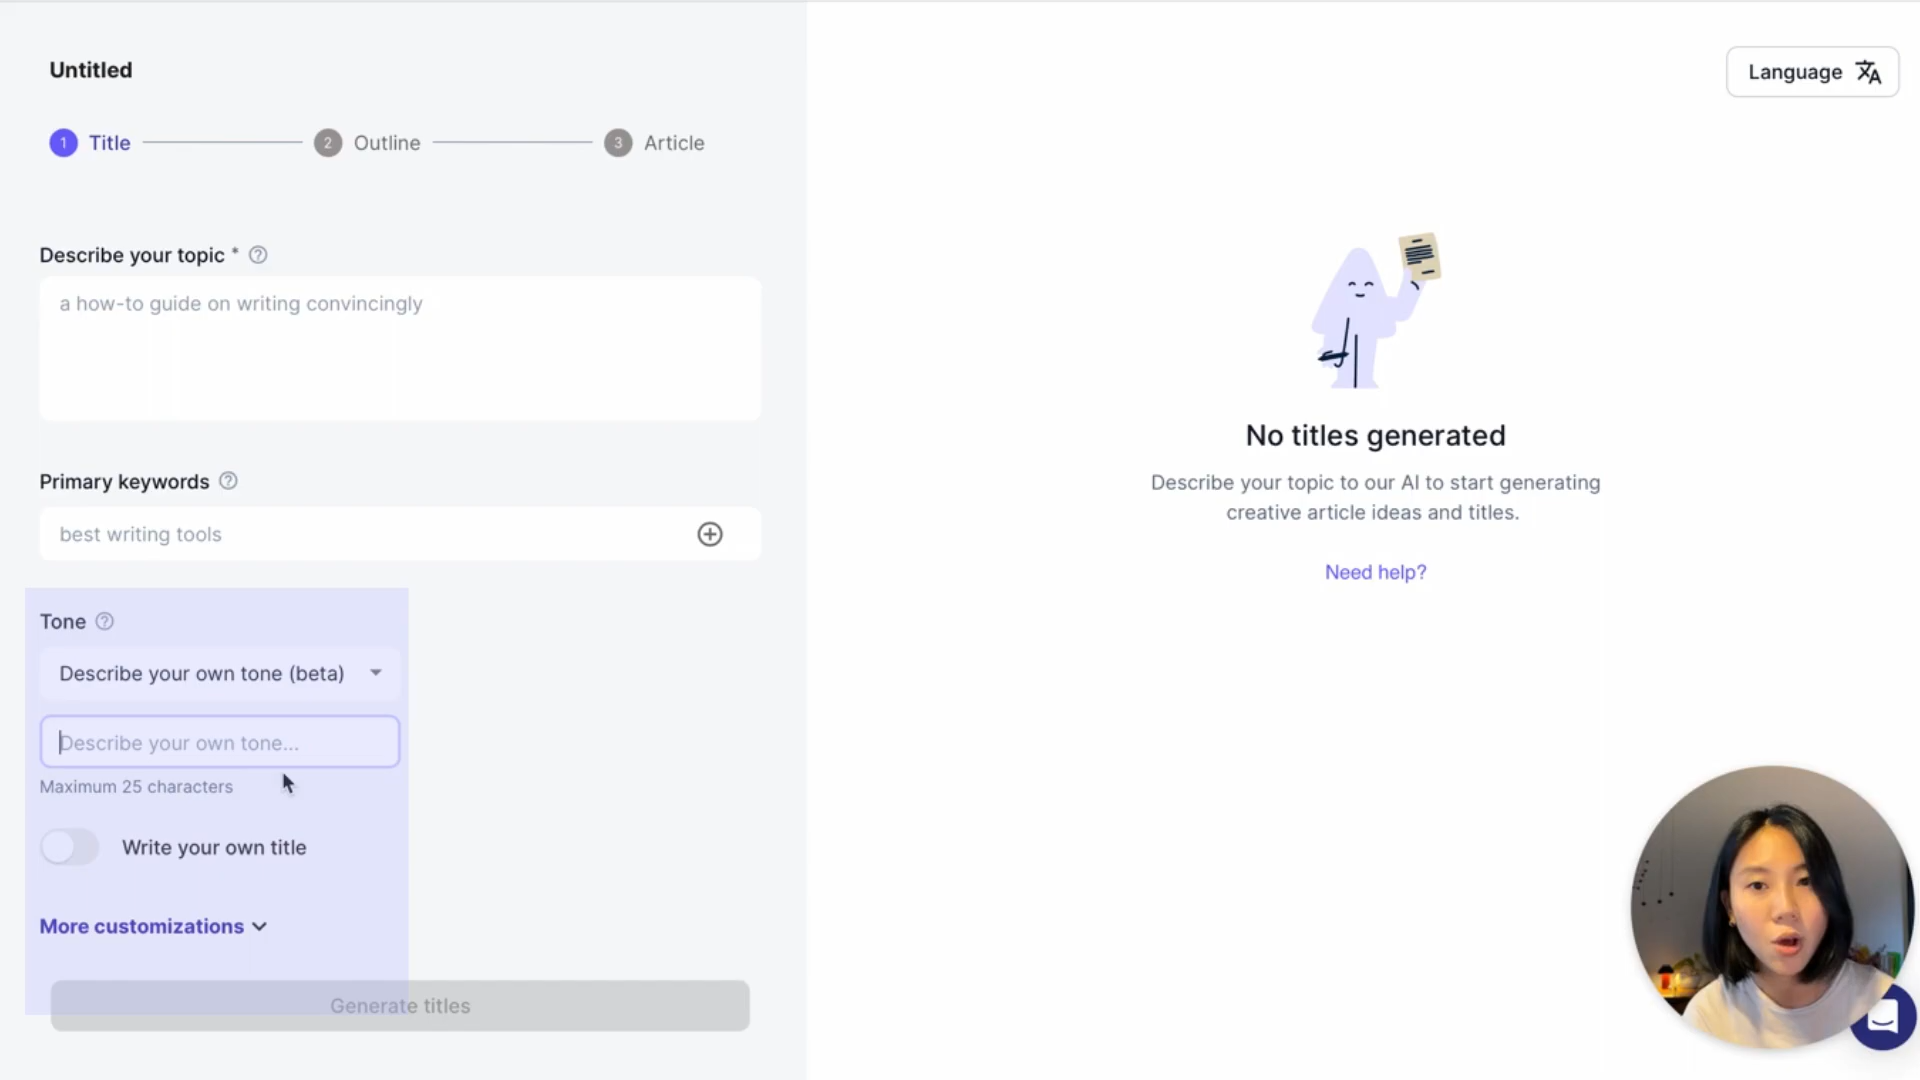 Untitled
Language
1 Title
2 Outline
3 Article
Describe your topic *
a how-to guide on writing convincingly
Primary keywords
best writing tools
Tone
Describe your own tone (beta)
Describe your own tone...
Maximum 25 characters
Write your own title
More customizations
Generate titles
No titles generated
Describe your topic to our AI to start generating
creative article ideas and titles.
Need help?